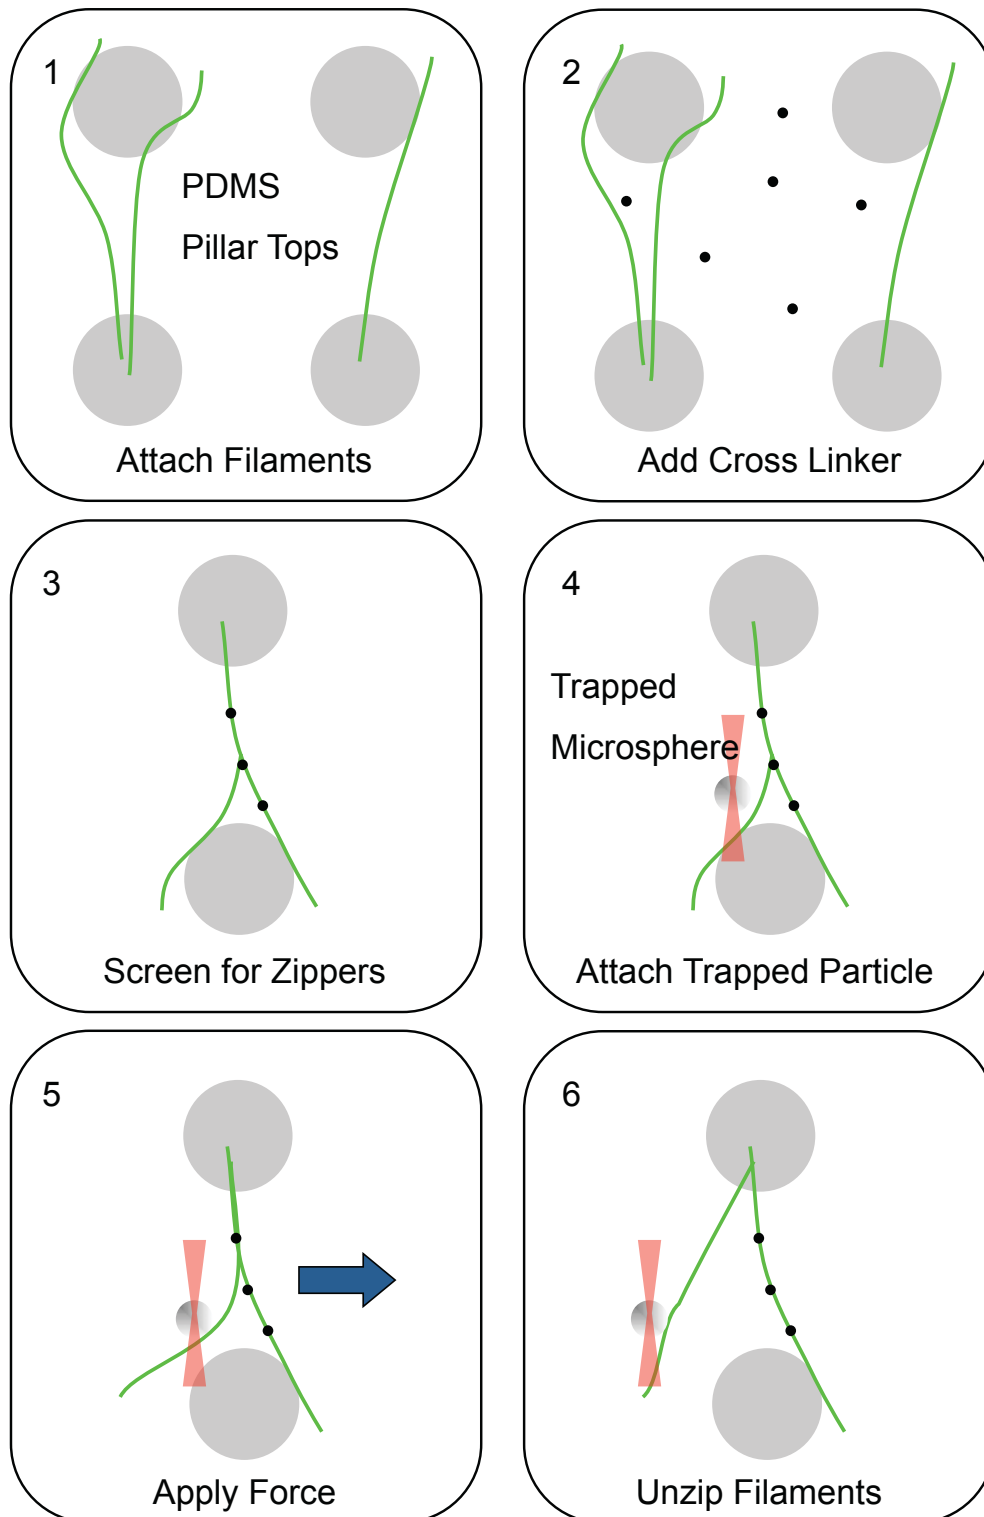 1
PDMS
Pillar Tops
Attach Filaments
2
Add Cross Linker
3
Screen for Zippers
4
Trapped
Microsphere
Attach Trapped Particle
5
Apply Force
6
Unzip Filaments